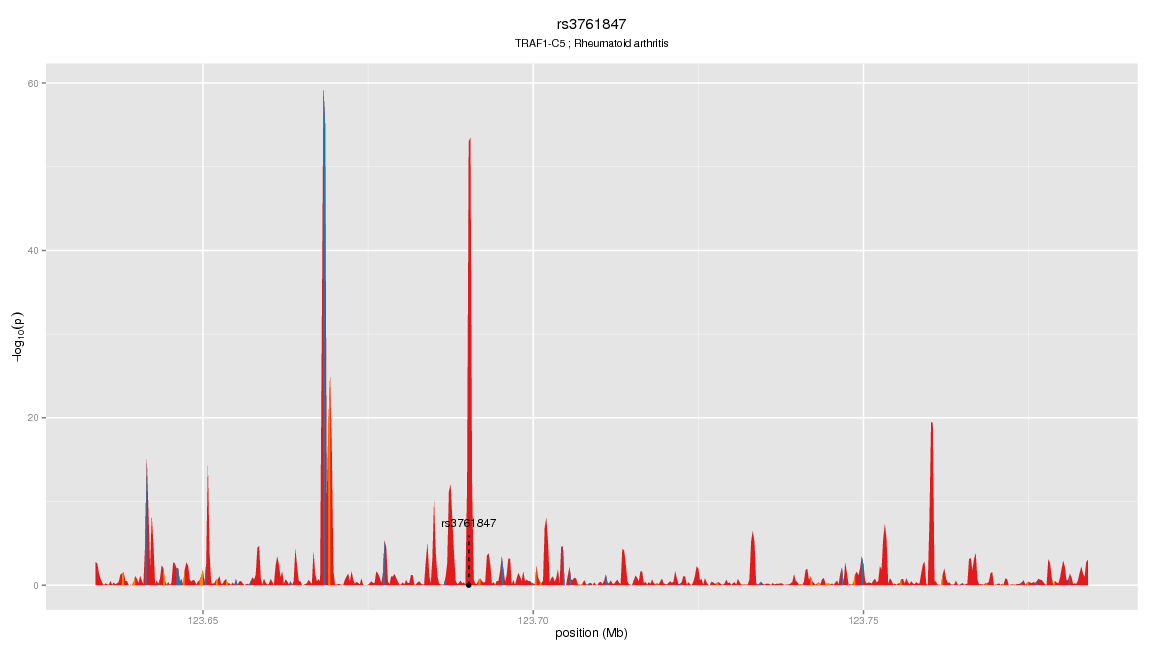 rs3761847
TRAF1-C5 ; Rheumatoid arthritis
60
40
20
0
−log10(p)
rs3761847
123.65
123.70
123.75
position (Mb)